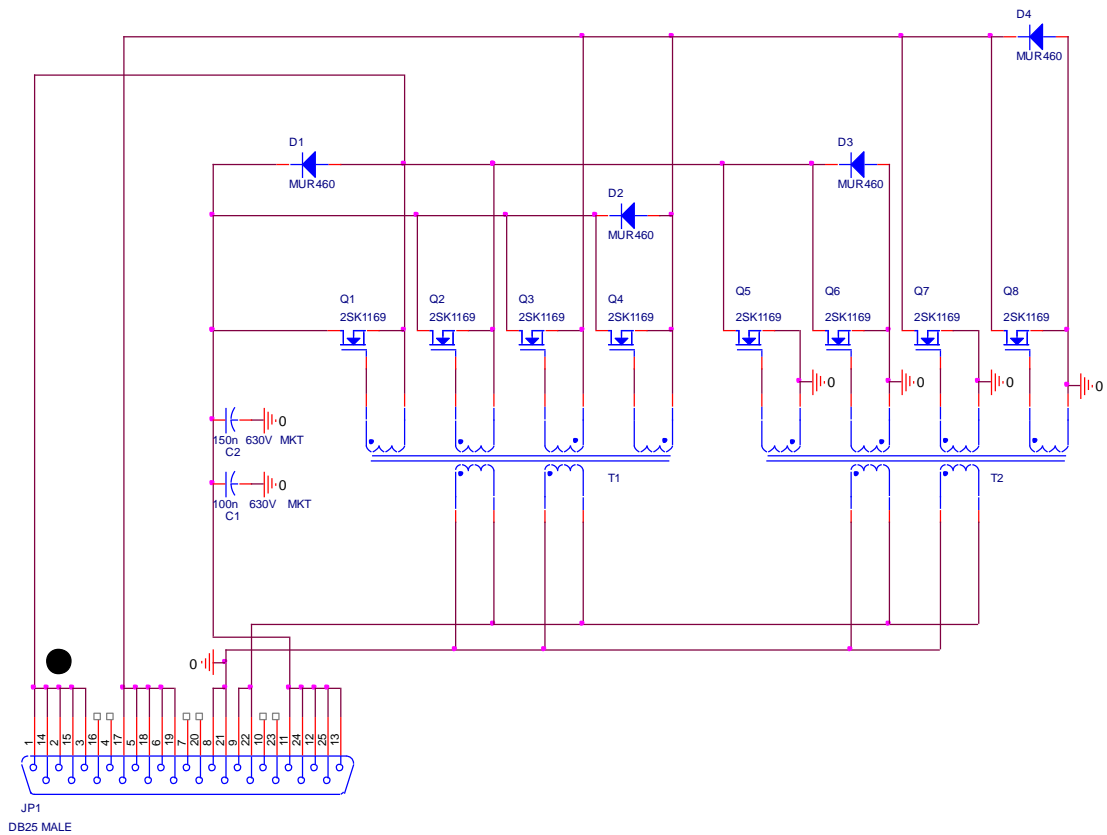 D4
MUR460
D1
MUR460
D3
MUR460
D2
MUR460
Q1
2SK1169
Q2
2SK1169
Q3
2SK1169
Q4
2SK1169
Q5
2SK1169
Q6
2SK1169
Q7
2SK1169
Q8
2SK1169
0
0
0
0
0
150n 630V MKT
C2
0
100n 630V MKT
C1
T1
T2
0
1
14
2
15
3
16
4
17
5
18
6
19
7
20
8
21
9
22
10
23
11
24
12
25
13
JP1
DB25 MALE